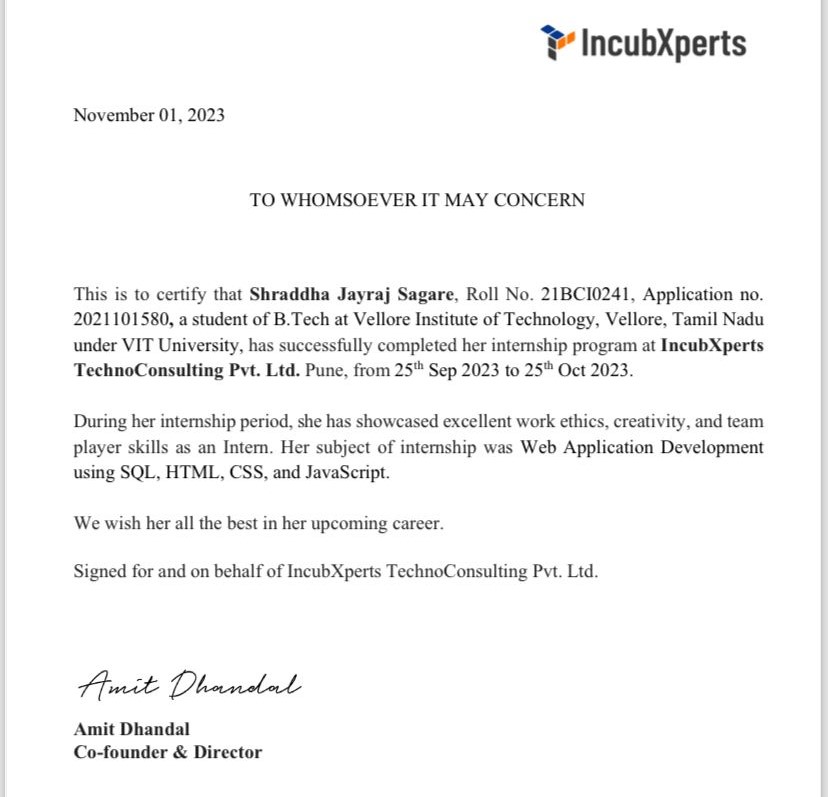 IncubXperts
November 01, 2023
TO WHOMSOEVER IT MAY CONCERN
This is to certify that Shraddha Jayraj Sagare, Roll No. 21BCI0241, Application no.
2021101580, a student of B.Tech at Vellore Institute of Technology, Vellore, Tamil Nadu
under VIT University, has successfully completed her internship program at IncubXperts
TechnoConsulting Pvt. Ltd. Pune, from 25th Sep 2023 to 25th Oct 2023.
During her internship period, she has showcased excellent work ethics, creativity, and team
player skills as an Intern. Her subject of internship was Web Application Development
using SQL, HTML, CSS, and JavaScript.
We wish her all the best in her upcoming career.
Signed for and on behalf of IncubXperts TechnoConsulting Pvt. Ltd.
Amit Dhandal
Amit Dhandal
Co-founder & Director